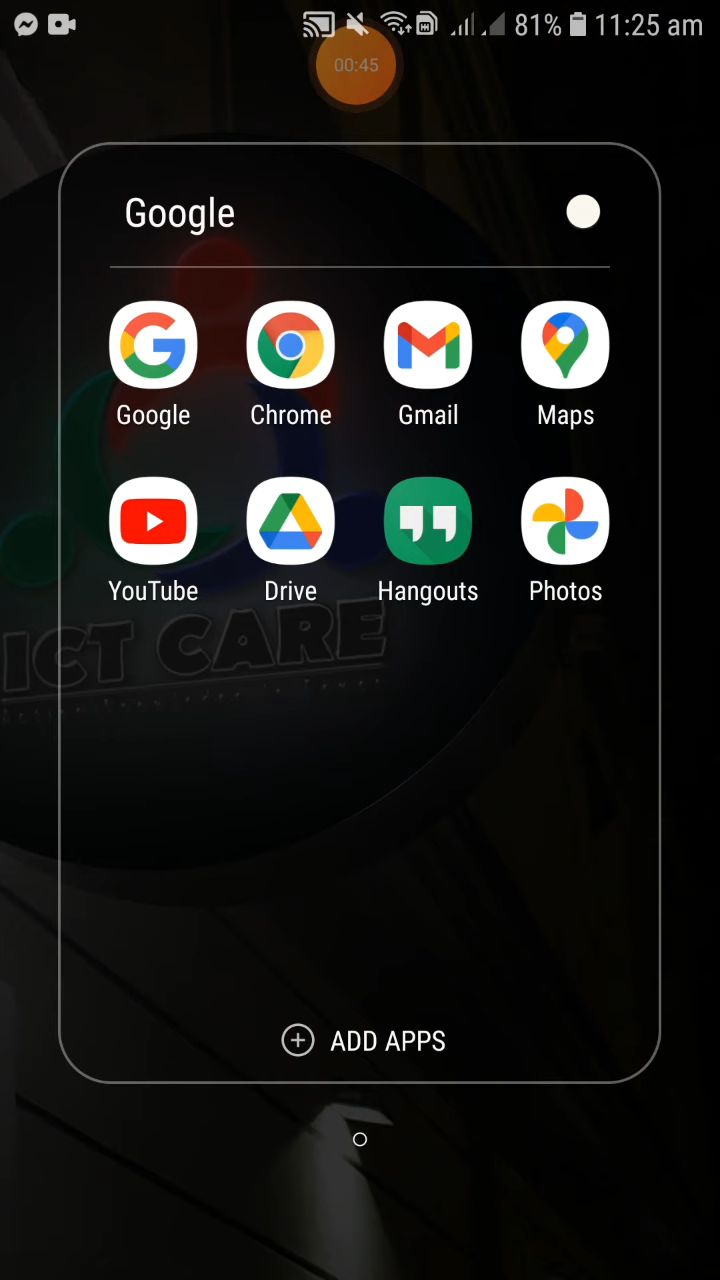 81% 11:25 am
00:45
Google
Google Chrome Gmail Maps
YouTube Drive Hangouts Photos
ICT CARE
ADD APPS